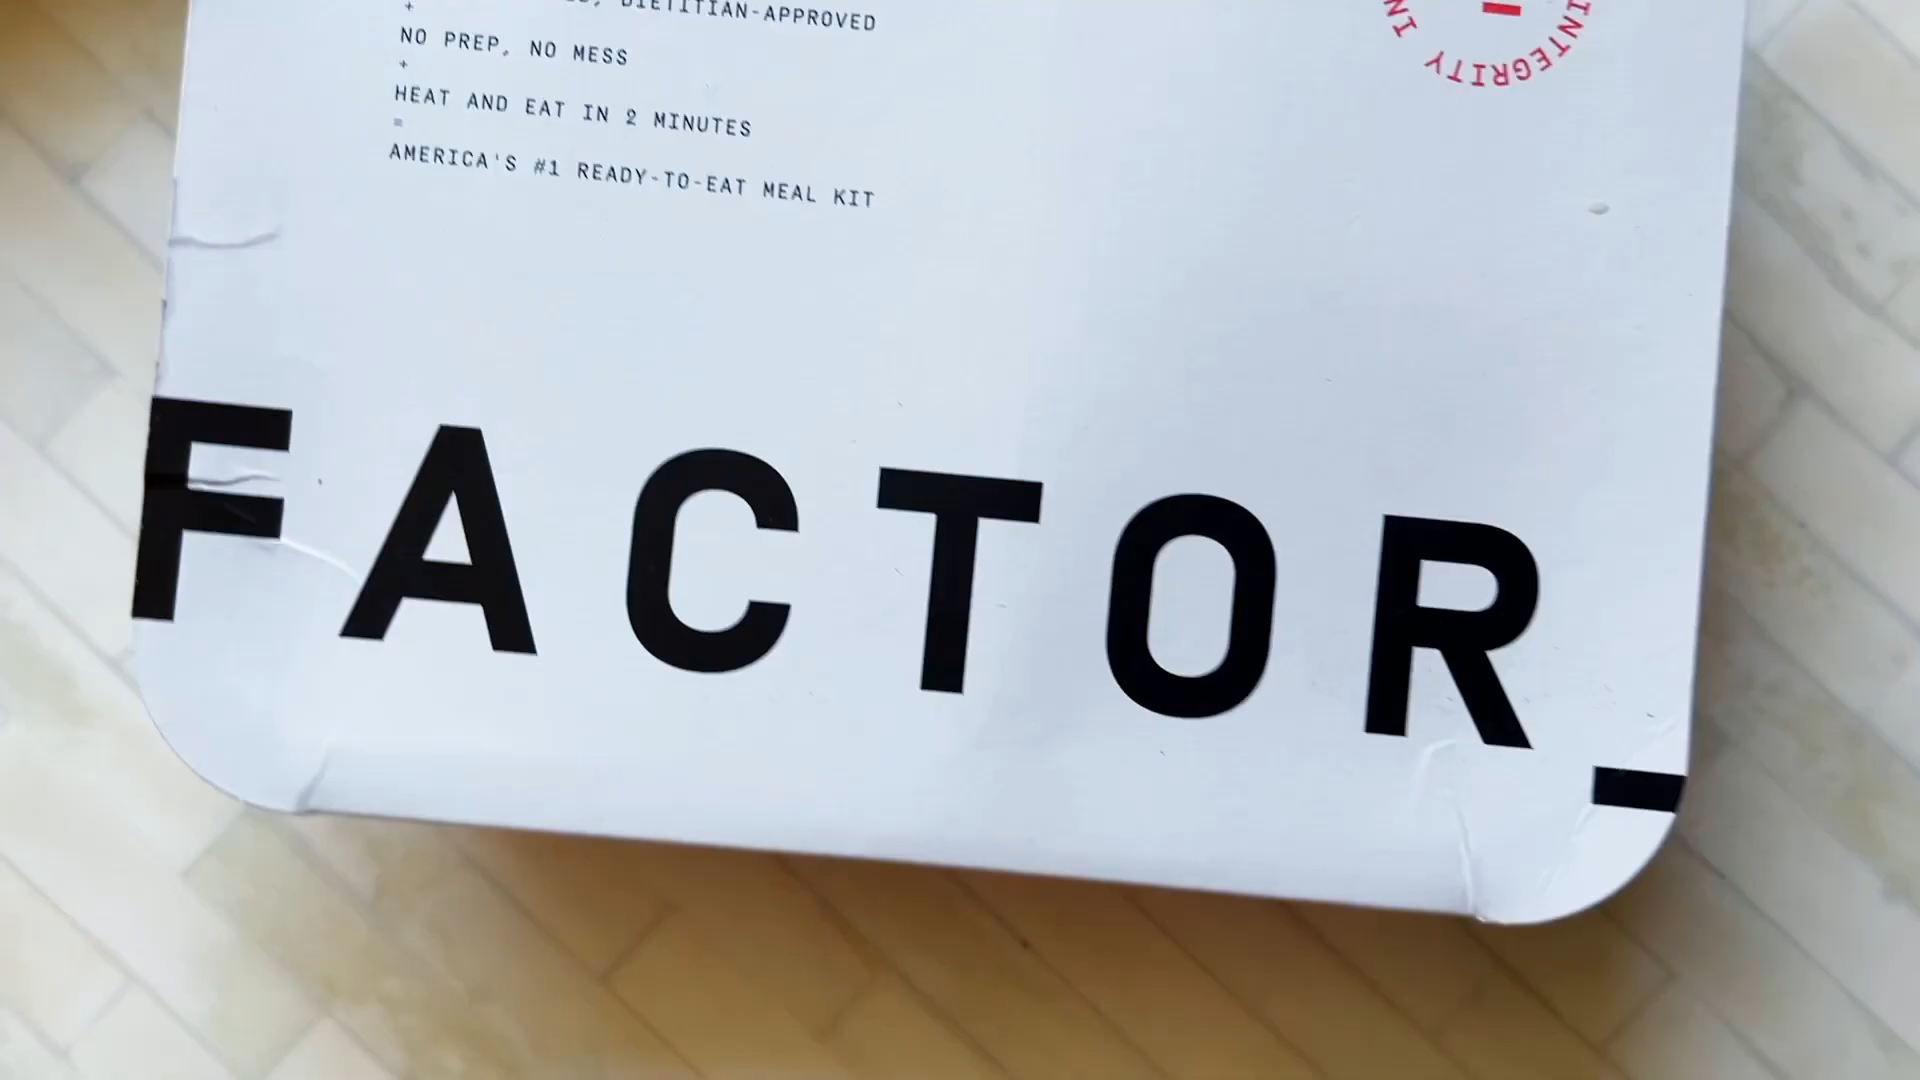 DIETITIAN-APPROVED
+
NO PREP, NO MESS
+
HEAT AND EAT IN 2 MINUTES
=
AMERICA'S #1 READY-TO-EAT MEAL KIT
INTEGRITY IN
FACTOR_